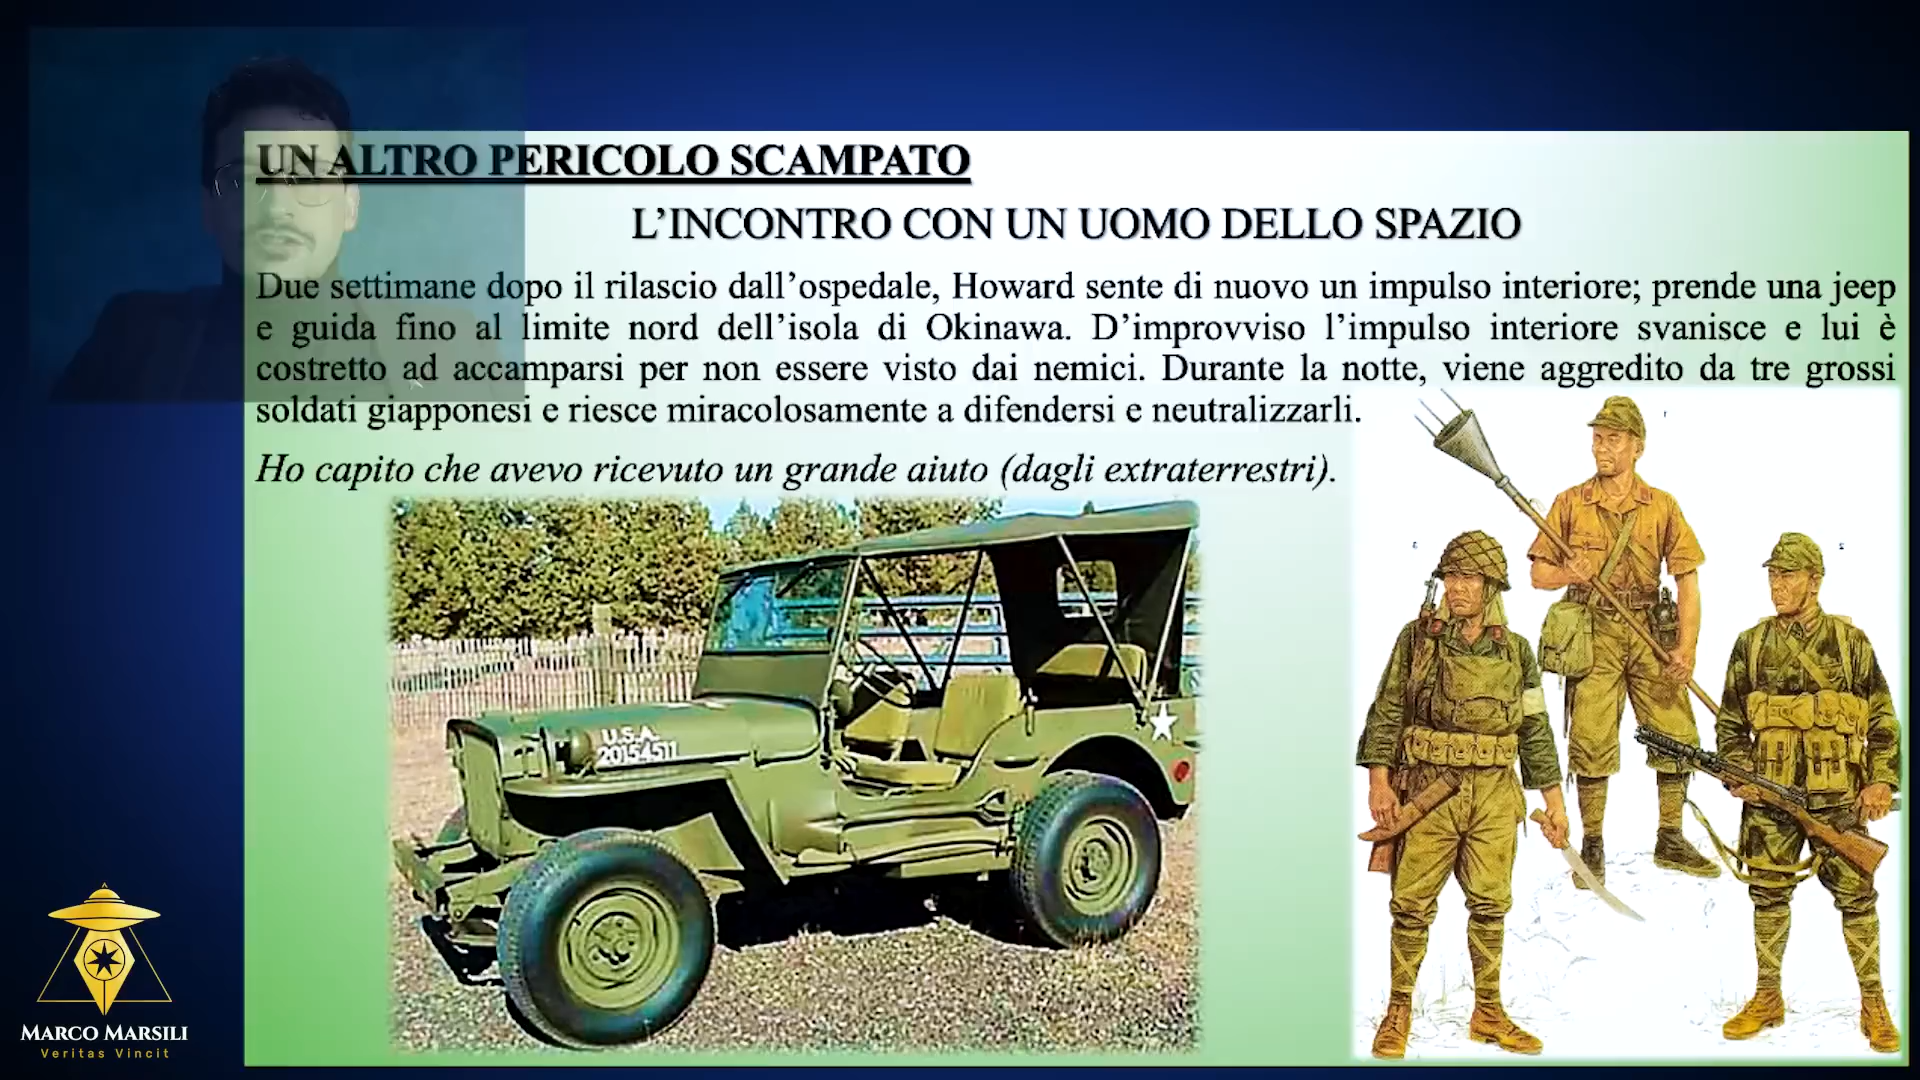 UN ALTRO PERICOLO SCAMPATO
L’INCONTRO CON UN UOMO DELLO SPAZIO
Due settimane dopo il rilascio dall’ospedale, Howard sente di nuovo un impulso interiore; prende una jeep
e guida fino al limite nord dell’isola di Okinawa. D’improvviso l’impulso interiore svanisce e lui è
costretto ad accamparsi per non essere visto dai nemici. Durante la notte, viene aggredito da tre grossi
soldati giapponesi e riesce miracolosamente a difendersi e neutralizzarli.
Ho capito che avevo ricevuto un grande aiuto (dagli extraterrestri).
U.S.A.
20154511
1
3
2
MARCO MARSILI
Veritas Vincit